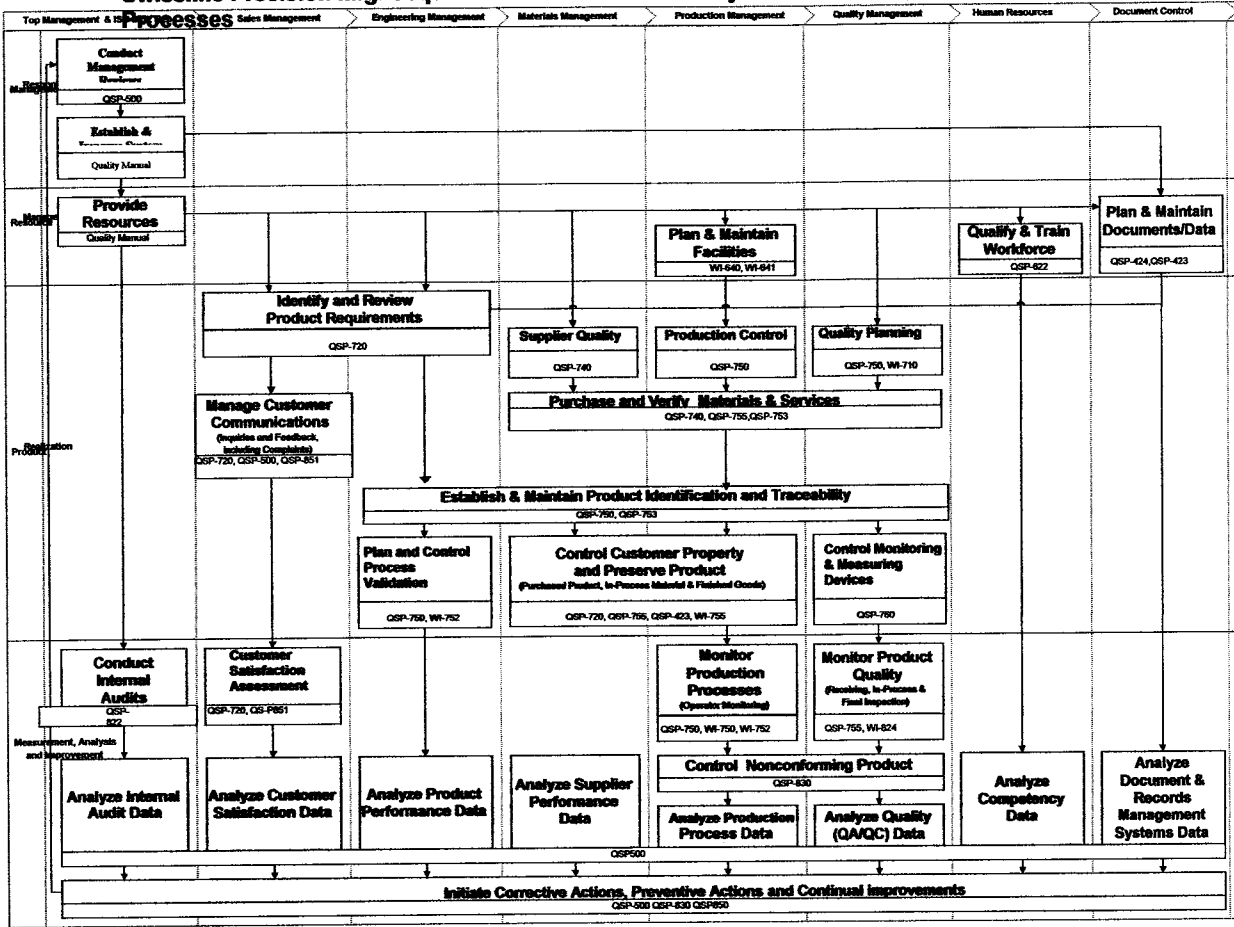 Processes
Top Management & IS
Sales Management
Engineering Management
Materials Management
Production Management
Quality Management
Human Resources
Document Control
Conduct
Management
QSP-500
Establish &
Quality Manual
Provide
Resources
Quality Manual
Plan & Maintain
Facilities
WI-640, WI-641
Qualify & Train
Workforce
QSP-622
Plan & Maintain
Documents/Data
QSP-424,QSP-423
Identify and Review
Product Requirements
QSP-720
Supplier Quality
QSP-740
Production Control
QSP-750
Quality Planning
QSP-750, WI-710
Purchase and Verify Materials & Services
QSP-740, QSP-755,QSP-753
Manage Customer
Communications
(Inquiries and Feedback,
Including Complaints)
QSP-720, QSP-500, QSP-851
Realization
Product
Establish & Maintain Product Identification and Traceability
QSP-750, QSP-753
Plan and Control
Process
Validation
QSP-750, WI-752
Control Customer Property
and Preserve Product
(Purchased Product, In-Process Material & Finished Goods)
QSP-720, QSP-755, QSP-423, WI-755
Control Monitoring
& Measuring
Devices
QSP-760
Conduct
Internal
Audits
QSP-
822
Customer
Satisfaction
Assessment
QSP-720, QS-P851
Monitor
Production
Processes
(Operator Monitoring)
QSP-750, WI-750, WI-752
Monitor Product
Quality
(Receiving, In-Process &
Final Inspection)
QSP-755, WI-824
Measurement, Analysis
and Improvement
Control Nonconforming Product
QSP-830
Analyze Internal
Audit Data
Analyze Customer
Satisfaction Data
Analyze Product
Performance Data
Analyze Supplier
Performance
Data
Analyze Production
Process Data
Analyze Quality
(QA/QC) Data
Analyze
Competency
Data
Analyze
Document &
Records
Management
Systems Data
QSP500
Initiate Corrective Actions, Preventive Actions and Continual Improvements
QSP-500 QSP-830 QSP850